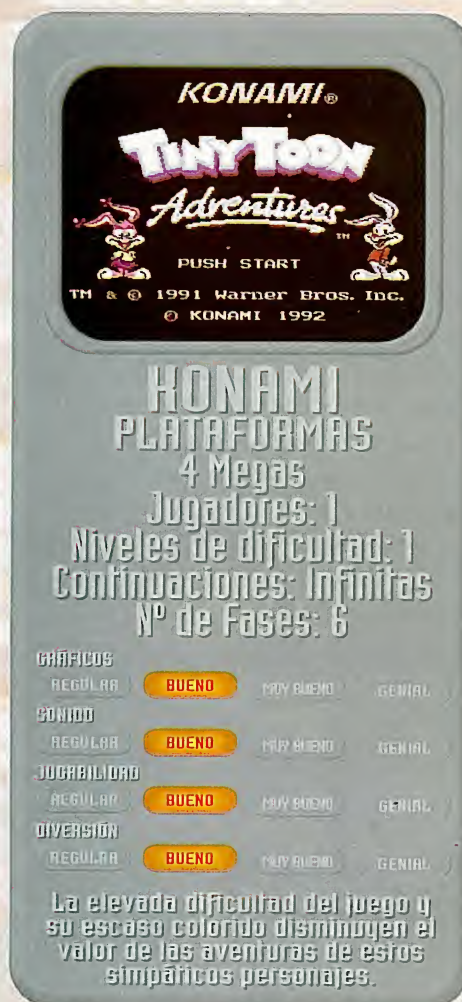 KONAMI®
TINY TOON
Adventures™
PUSH START
TM & © 1991 Warner Bros. Inc.
© KONAMI 1992
KONAMI
PLATAFORMAS
4 Megas
Jugadores: 1
Niveles de dificultad: 1
Continuaciones: Infinitas
Nº de Fases: 6
GRÁFICOS
REGULAR BUENO MUY BUENO GENIAL
SONIDO
REGULAR BUENO MUY BUENO GENIAL
JUGABILIDAD
REGULAR BUENO MUY BUENO GENIAL
DIVERSIÓN
REGULAR BUENO MUY BUENO GENIAL
La elevada dificultad del juego y
su escaso colorido disminuyen el
valor de las aventuras de estos
simpáticos personajes.